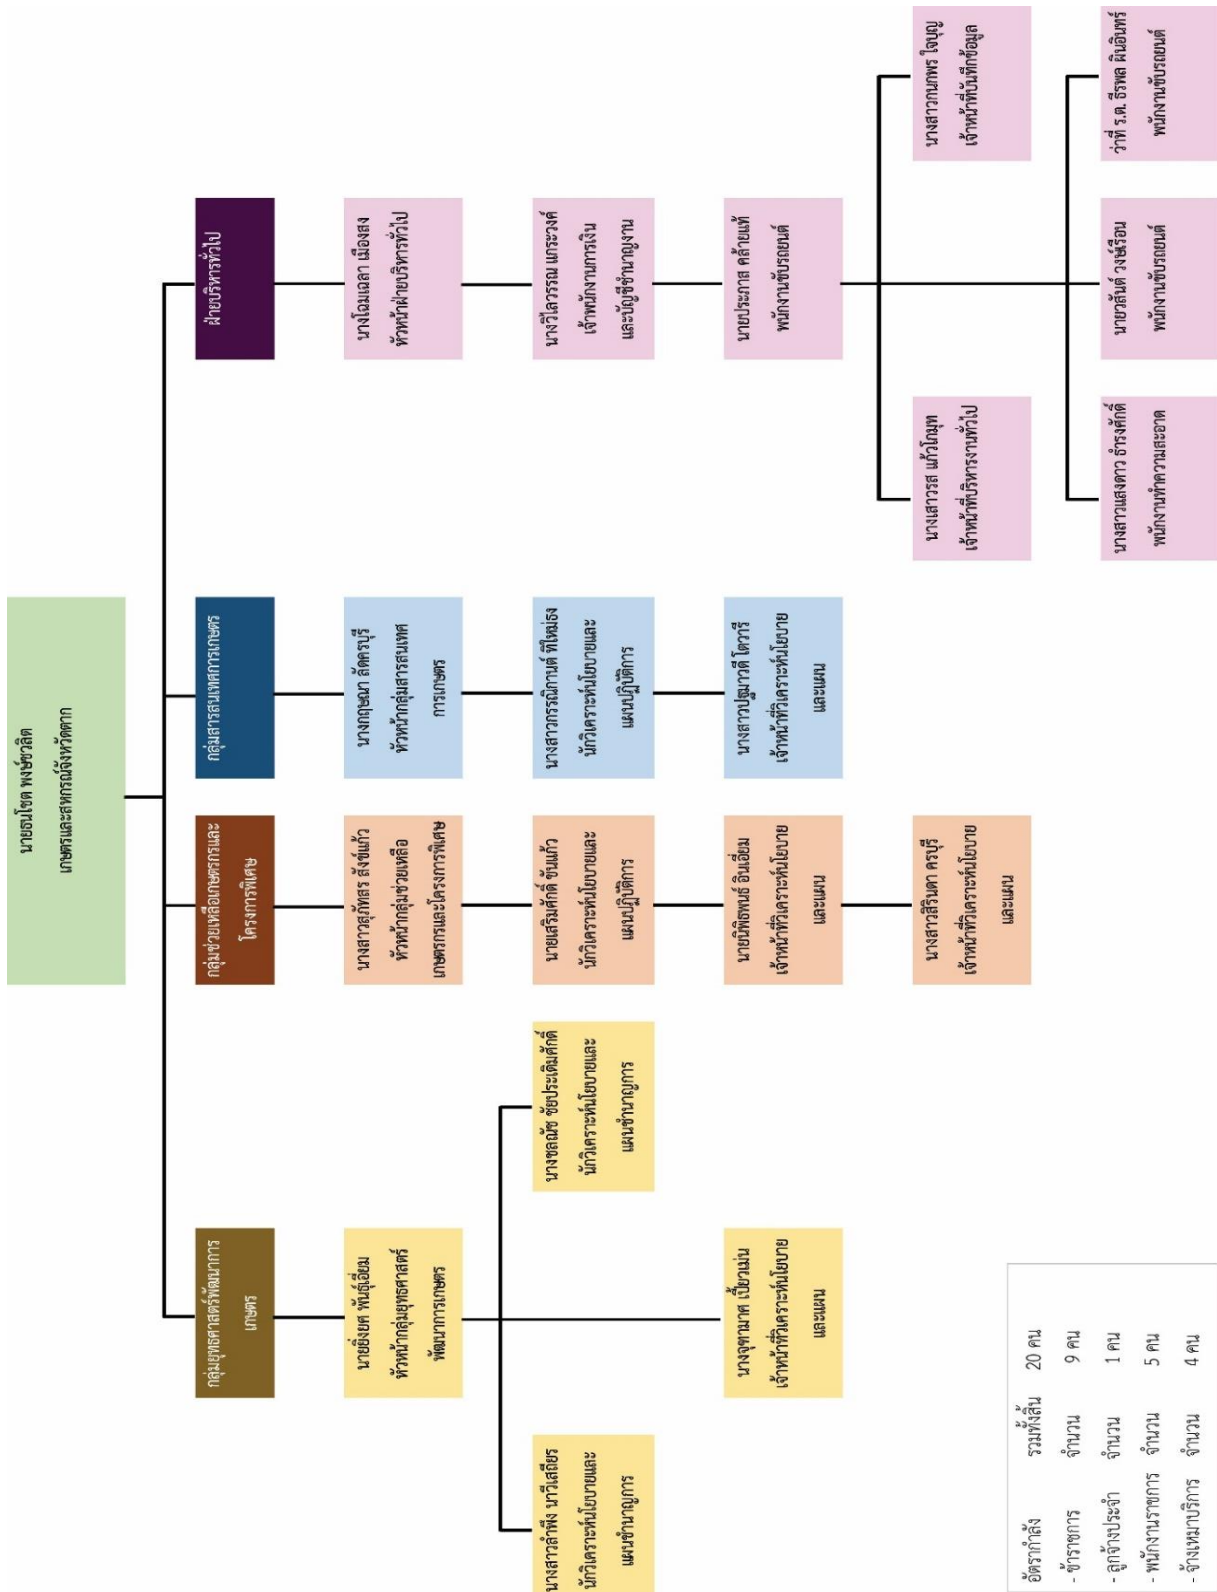 นายธนโชต พงษ์ชวลิต
เกษตรและสหกรณ์จังหวัดตาก
กลุ่มยุทธศาสตร์พัฒนาการ
เกษตร
กลุ่มช่วยเหลือเกษตรกรและ
โครงการพิเศษ
กลุ่มสารสนเทศการเกษตร
ฝ่ายบริหารทั่วไป
นายยิ่งยศ พันธุ์เอี่ยม
หัวหน้ากลุ่มยุทธศาสตร์
พัฒนาการเกษตร
นางสาวสุภัทสร สังข์แก้ว
หัวหน้ากลุ่มช่วยเหลือ
เกษตรกรและโครงการพิเศษ
นางกฤษณา ลัดครบุรี
หัวหน้ากลุ่มสารสนเทศ
การเกษตร
นางโฉมเฉลา เมืองสง
หัวหน้าฝ่ายบริหารทั่วไป
นางสาวลำพึง นาวีเสถียร
นักวิเคราะห์นโยบายและ
แผนชำนาญการ
นางชลณัช ชัยประเดิมศักดิ์
นักวิเคราะห์นโยบายและ
แผนชำนาญการ
นายเสริมศักดิ์ ขันแก้ว
นักวิเคราะห์นโยบายและ
แผนปฏิบัติการ
นางสาวกรรณิกานต์ ทีใหม่ธง
นักวิเคราะห์นโยบายและ
แผนปฏิบัติการ
นางวิไลวรรณ แกระวงค์
เจ้าพนักงานการเงิน
และบัญชีชำนาญงาน
นางจุฑามาศ เปี้ยวเม่น
เจ้าหน้าที่วิเคราะห์นโยบาย
และแผน
นายนิพิธพนธ์ อินเอี่ยม
เจ้าหน้าที่วิเคราะห์นโยบาย
และแผน
นางสาวปฐมาวดี โตวารี
เจ้าหน้าที่วิเคราะห์นโยบาย
และแผน
นายประภาส คล้ายแท้
พนักงานขับรถยนต์
นางสาวสิรินดา ครบุรี
เจ้าหน้าที่วิเคราะห์นโยบาย
และแผน
นางเสาวรส แก้วโกมุท
เจ้าหน้าที่บริหารงานทั่วไป
นางสาวกนกพร ใจบุญ
เจ้าหน้าที่บันทึกข้อมูล
นางสาวแสงดาว ธำรงศักดิ์
พนักงานทำความสะอาด
นายวสันต์ วงษ์เรือน
พนักงานขับรถยนต์
ว่าที่ ร.ต. ธีรพล ผินอินทร์
พนักงานขับรถยนต์
อัตรากำลัง รวมทั้งสิ้น 20 คน
- ข้าราชการ จำนวน 9 คน
- ลูกจ้างประจำ จำนวน 1 คน
- พนักงานราชการ จำนวน 5 คน
- จ้างเหมาบริการ จำนวน 4 คน